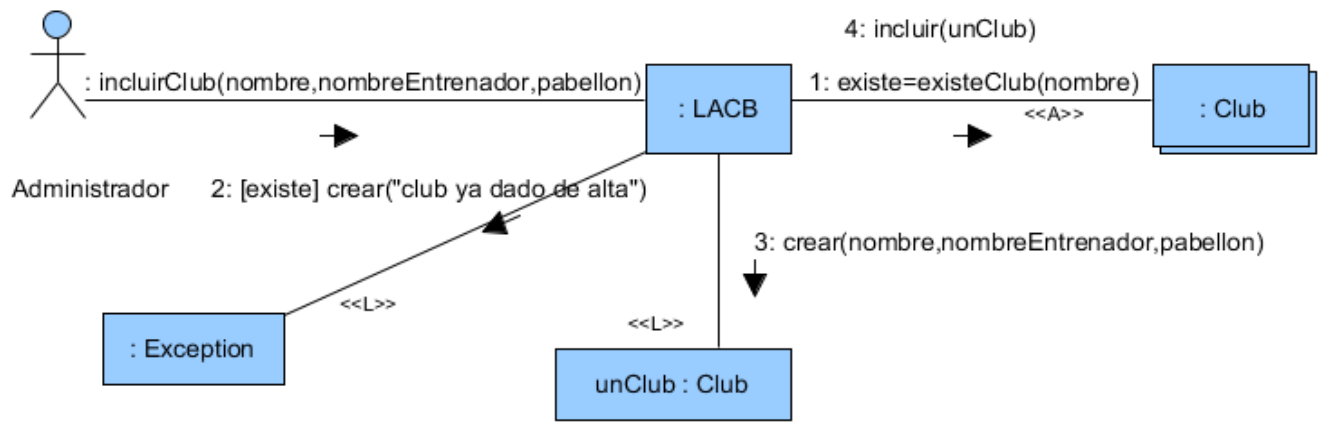 4: incluir(unClub)
: incluirClub(nombre,nombreEntrenador,pabellon)
1: existe=existeClub(nombre)
: LACB
<<A>>
: Club
Administrador
2: [existe] crear("club ya dado de alta")
3: crear(nombre,nombreEntrenador,pabellon)
<<L>>
<<L>>
: Exception
unClub : Club